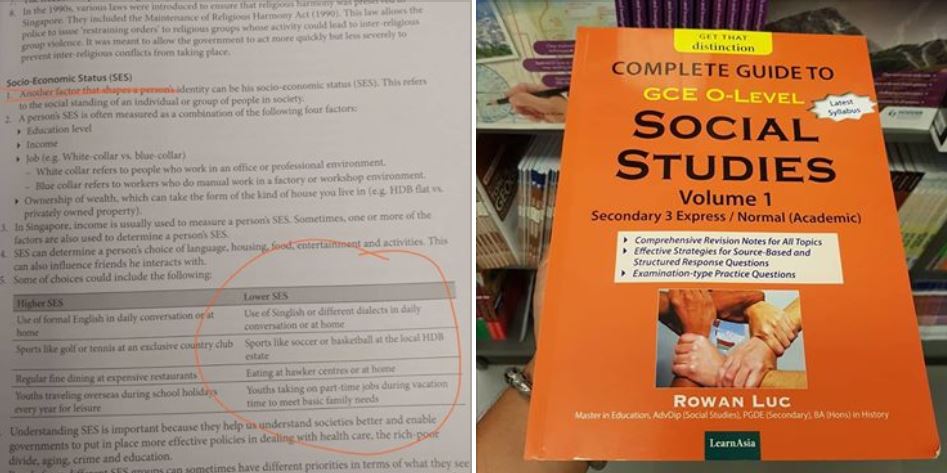 6. In the 1990s, various laws were introduced to ensure that religious harmony was preserved in
Singapore. They included the Maintenance of Religious Harmony Act (1990). This law allows the
police to issue 'restraining orders' to religious groups whose activity could lead to inter-religious
group violence. It was meant to allow the government to act more quickly but less severely to
prevent inter-religious conflicts from taking place.
Socio-Economic Status (SES)
1. Another factor that shapes a person's identity can be his socio-economic status (SES). This refers
to the social standing of an individual or group of people in society.
2. A person's SES is often measured as a combination of the following four factors:
Education level
Income
Job (e.g. White-collar vs. blue-collar)
– White collar refers to people who work in an office or professional environment.
– Blue collar refers to workers who do manual work in a factory or workshop environment.
Ownership of wealth, which can take the form of the kind of house you live in (e.g. HDB flat vs.
privately owned property).
3. In Singapore, income is usually used to measure a person's SES. Sometimes, one or more of the
factors are also used to determine a person's SES.
4. SES can determine a person's choice of language, housing, food, entertainment and activities. This
can also influence friends he interacts with.
5. Some of choices could include the following:
Higher SES Lower SES
Use of formal English in daily conversation or at
home
Use of Singlish or different dialects in daily
conversation or at home
Sports like golf or tennis at an exclusive country club
Sports like soccer or basketball at the local HDB
estate
Regular fine dining at expensive restaurants
Eating at hawker centres or at home
Youths traveling overseas during school holidays
every year for leisure
Youths taking on part-time jobs during vacation
time to meet basic family needs
Understanding SES is important because they help us understand societies better and enable
governments to put in place more effective policies in dealing with health care, the rich-poor
divide, aging, crime and education.
different SES groups can sometimes have different priorities in terms of what they see
GET THAT
distinction
COMPLETE GUIDE TO
GCE O-LEVEL
Latest
Syllabus
SOCIAL
STUDIES
Volume 1
Secondary 3 Express / Normal (Academic)
Comprehensive Revision Notes for All Topics
Effective Strategies for Source-Based and
Structured Response Questions
Examination-type Practice Questions
ROWAN LUC
Master in Education, AdvDip (Social Studies), PGDE (Secondary), BA (Hons) in History
LearnAsia